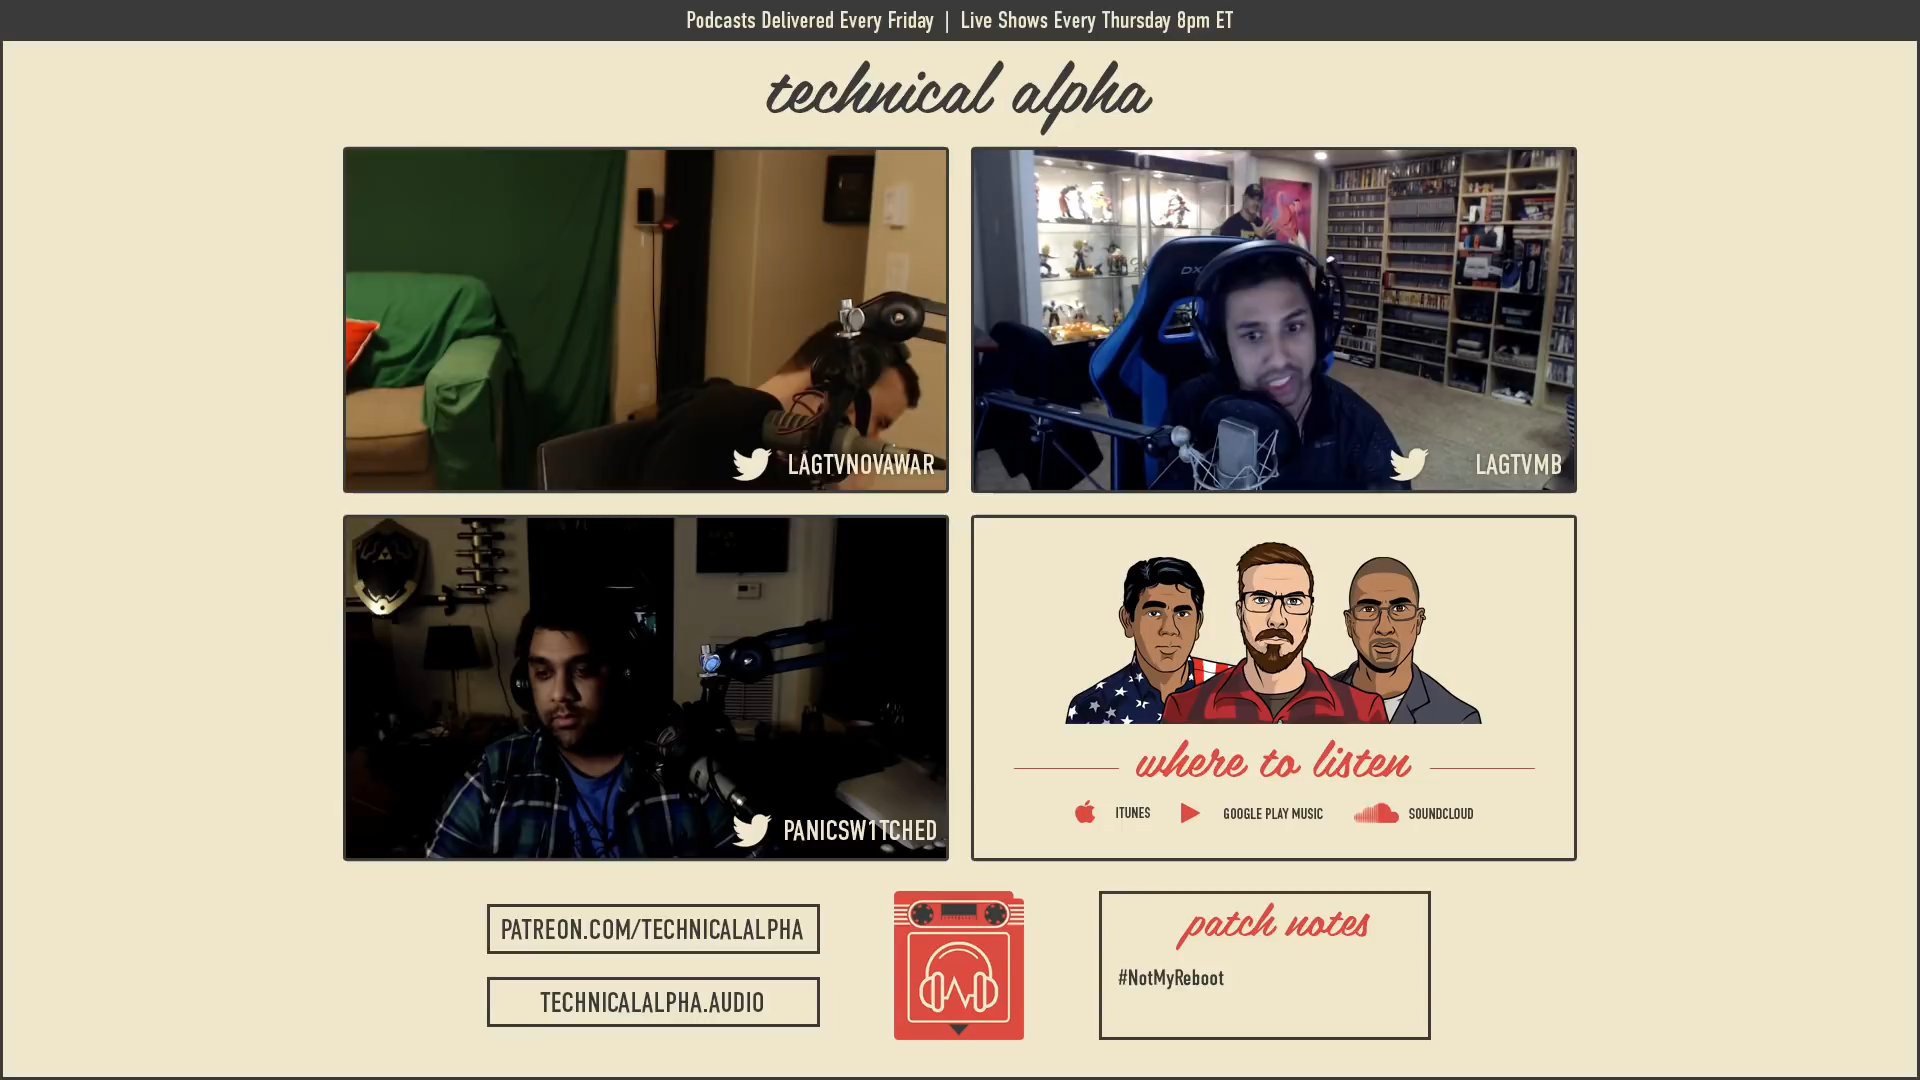 Podcasts Delivered Every Friday | Live Shows Every Thursday 8pm ET
technical alpha
DX
LAGTVNOVAWAR
LAGTVMB
PANICSW1TCHED
where to listen
ITUNES
GOOGLE PLAY MUSIC
SOUNDCLOUD
PATREON.COM/TECHNICALALPHA
TECHNICALALPHA.AUDIO
patch notes
#NotMyReboot